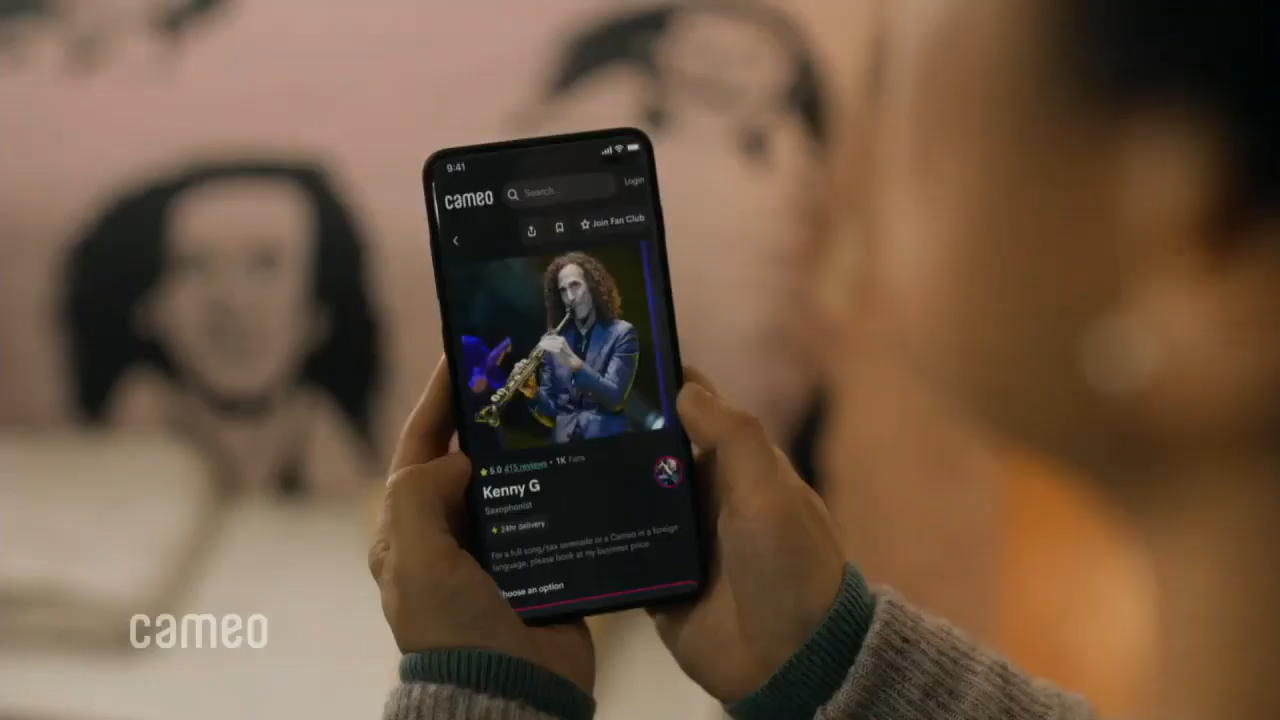 9:41
cameo Search... Login
Join Fan Club
5.0 415 reviews • 1K Fans
Kenny G
Saxophonist
24hr delivery
For a full song/sax serenade or a Cameo in a foreign
language, please book at my business price.
hoose an option
cameo